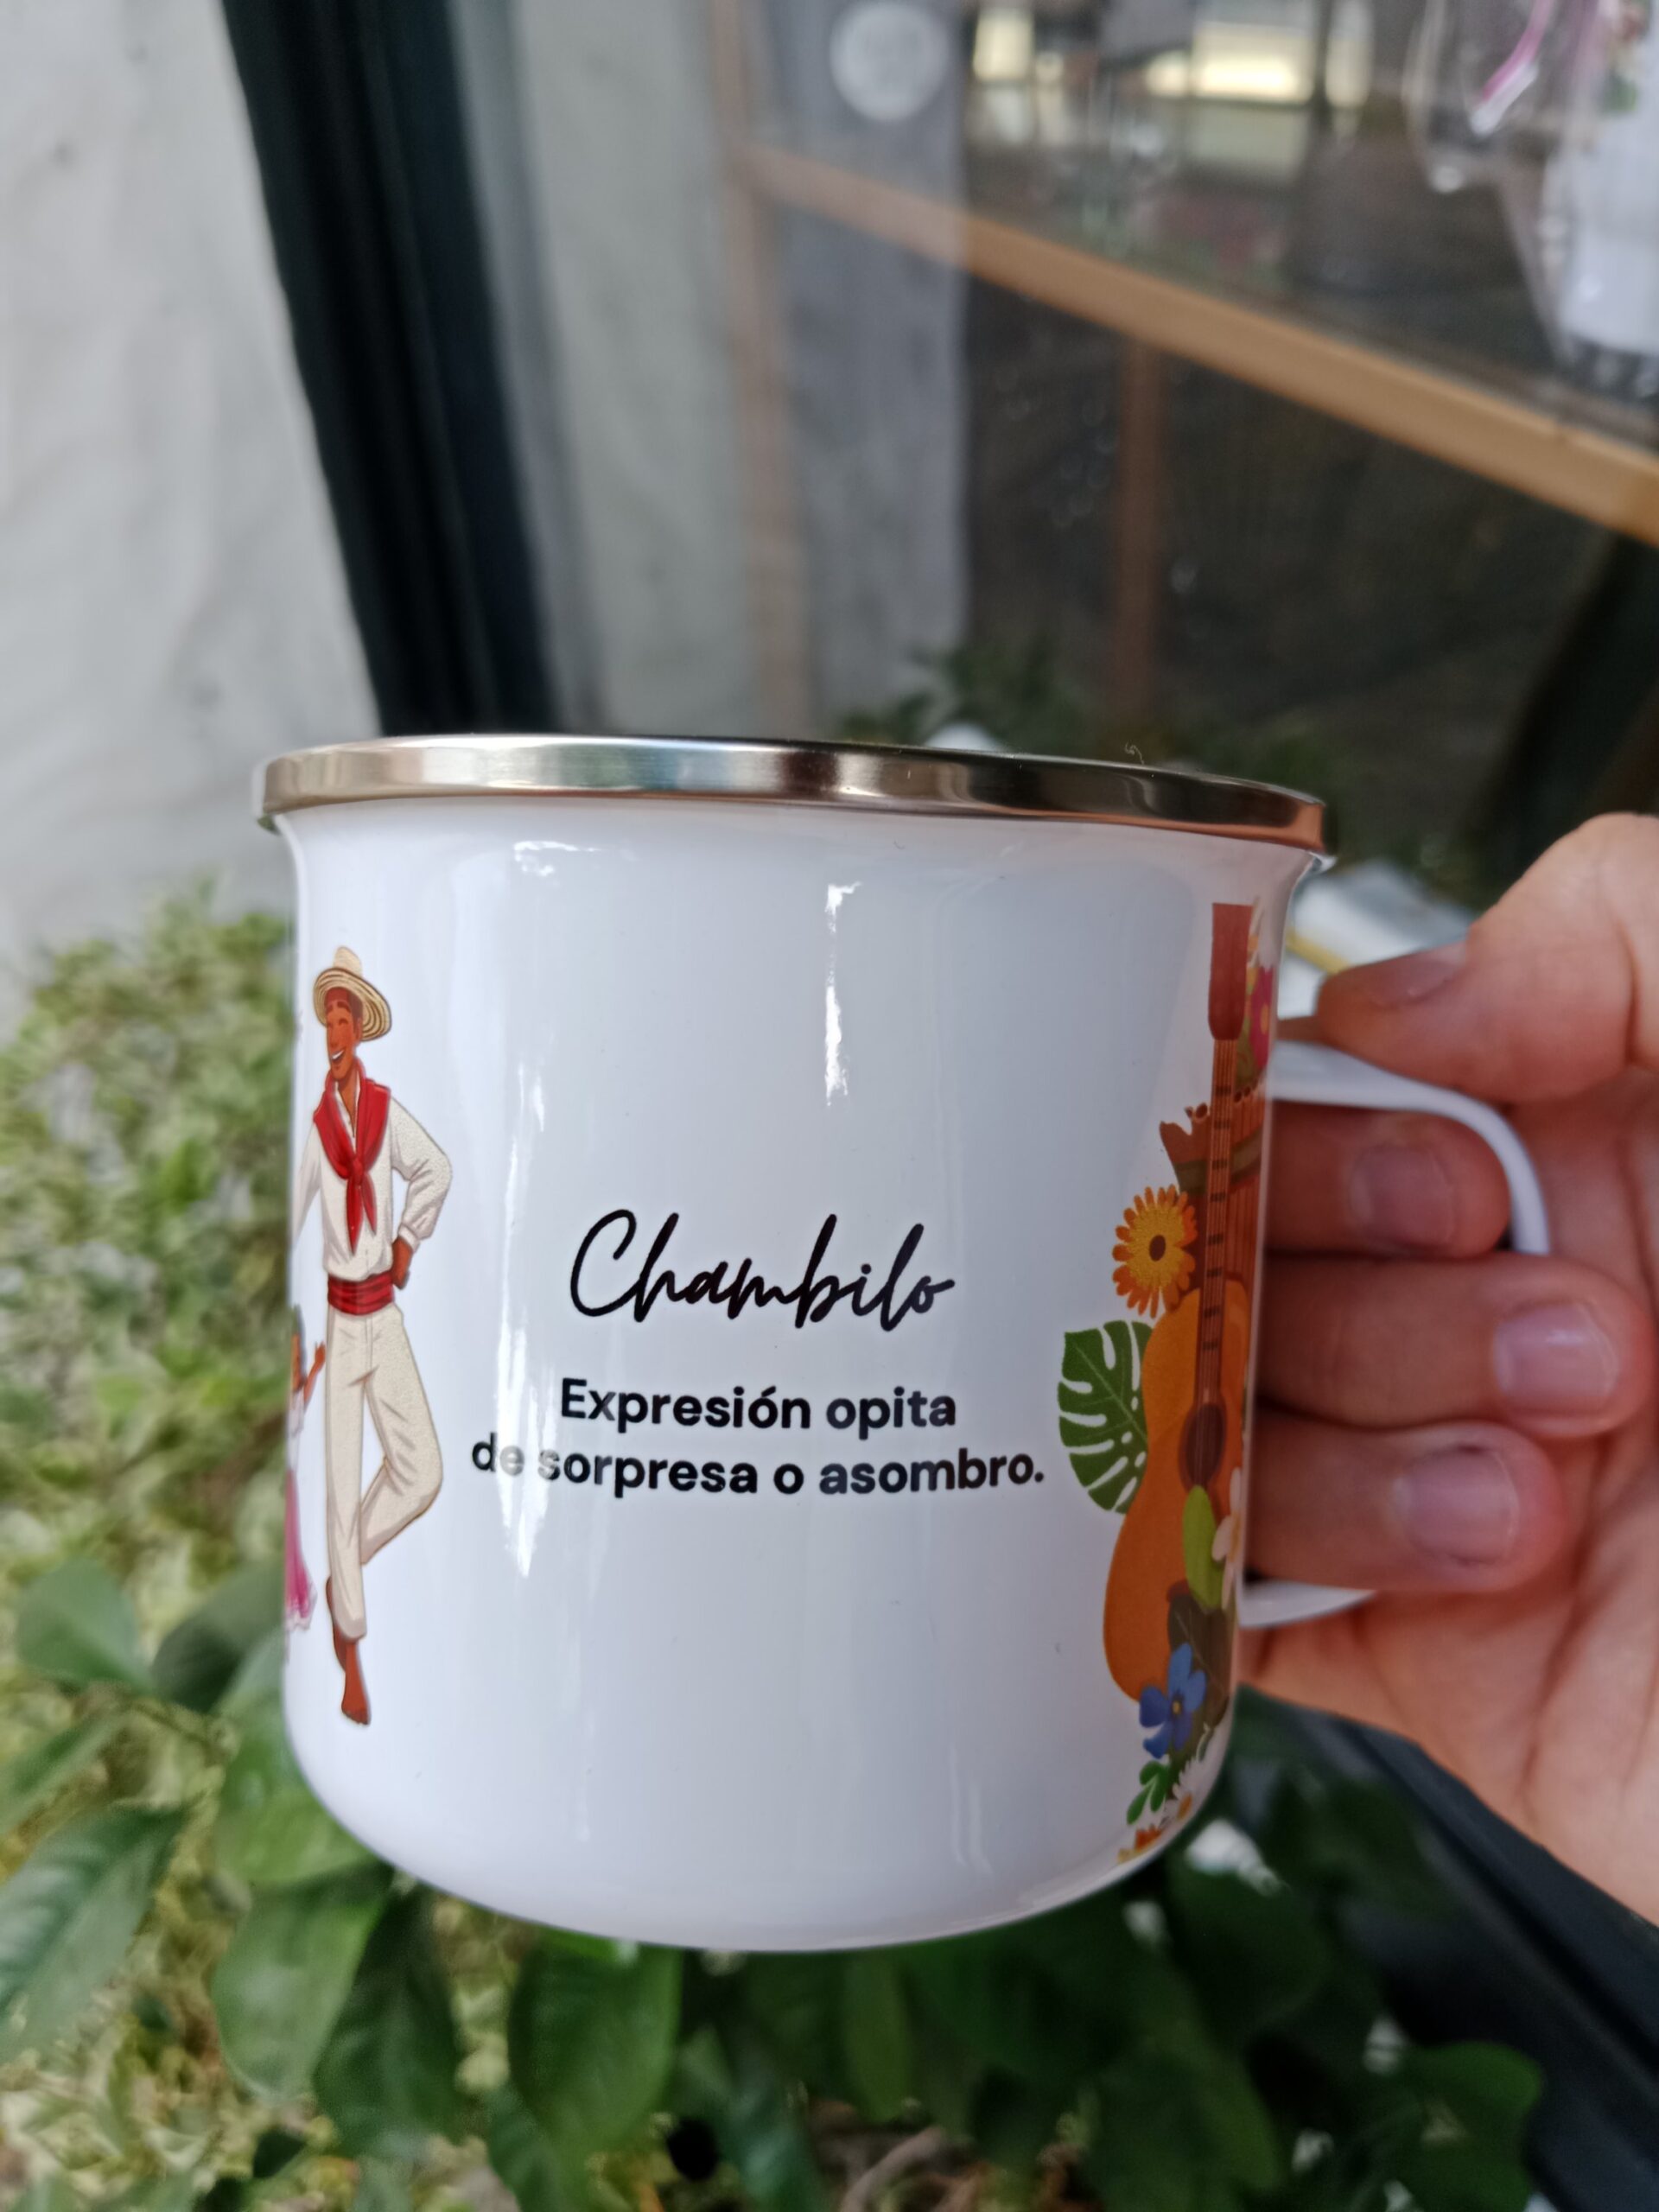 Chambilo
Expresión opita
de sorpresa o asombro.